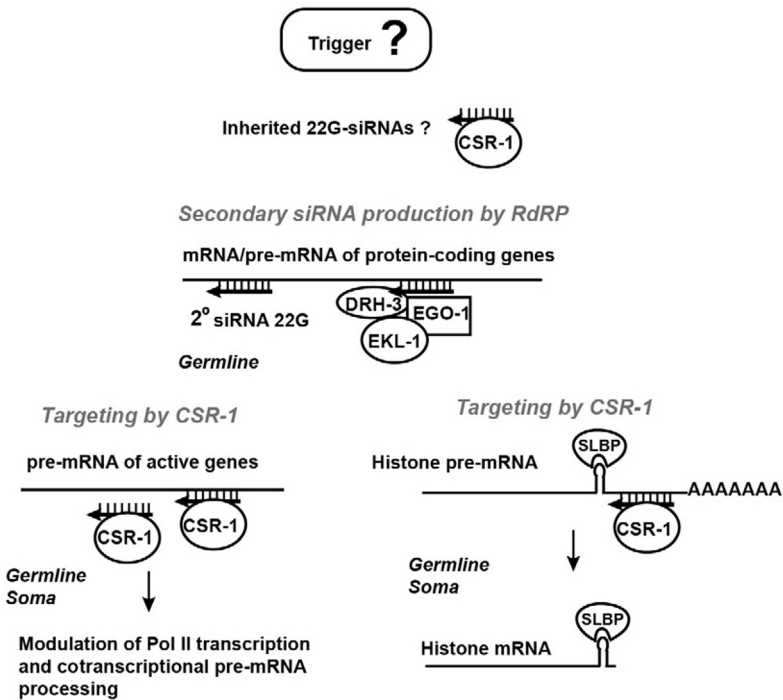 Trigger ?
Inherited 22G-siRNAs ?
CSR-1
Secondary siRNA production by RdRP
mRNA/pre-mRNA of protein-coding genes
DRH-3
EGO-1
2° siRNA 22G
EKL-1
Germline
Targeting by CSR-1
pre-mRNA of active genes
CSR-1
CSR-1
Germline
Soma
Modulation of Pol II transcription
and cotranscriptional pre-mRNA
processing
Targeting by CSR-1
SLBP
Histone pre-mRNA
AAAAAAA
CSR-1
Germline
Soma
SLBP
Histone mRNA